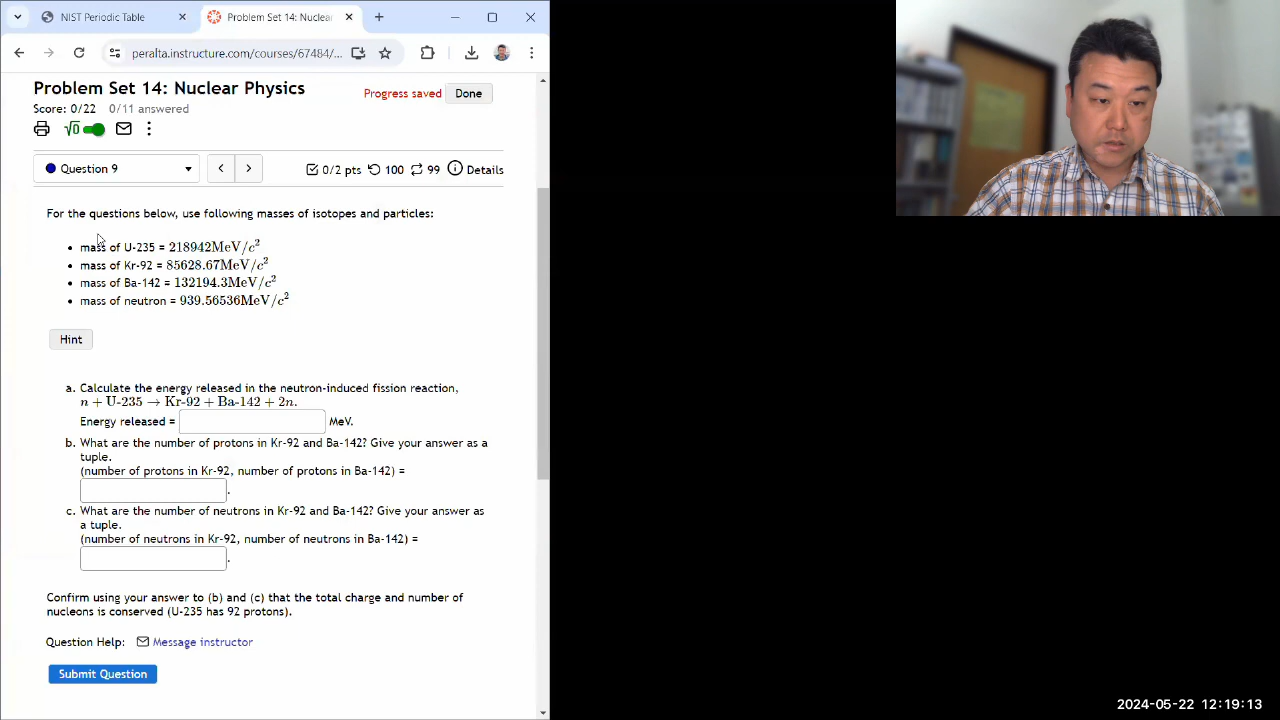 NIST Periodic Table
Problem Set 14: Nuclear
peralta.instructure.com/courses/67484/...
Problem Set 14: Nuclear Physics
Progress saved
Done
Score: 0/22 0/11 answered
√0
Question 9
0/2 pts 100 99 Details
For the questions below, use following masses of isotopes and particles:
• mass of U-235 = 218942MeV/c²
• mass of Kr-92 = 85628.67MeV/c²
• mass of Ba-142 = 132194.3MeV/c²
• mass of neutron = 939.56536MeV/c²
Hint
a. Calculate the energy released in the neutron-induced fission reaction,
n + U-235 → Kr-92 + Ba-142 + 2n.
Energy released = MeV.
b. What are the number of protons in Kr-92 and Ba-142? Give your answer as a
tuple.
(number of protons in Kr-92, number of protons in Ba-142) =
.
c. What are the number of neutrons in Kr-92 and Ba-142? Give your answer as
a tuple.
(number of neutrons in Kr-92, number of neutrons in Ba-142) =
.
Confirm using your answer to (b) and (c) that the total charge and number of
nucleons is conserved (U-235 has 92 protons).
Question Help: Message instructor
Submit Question
2024-05-22 12:19:13